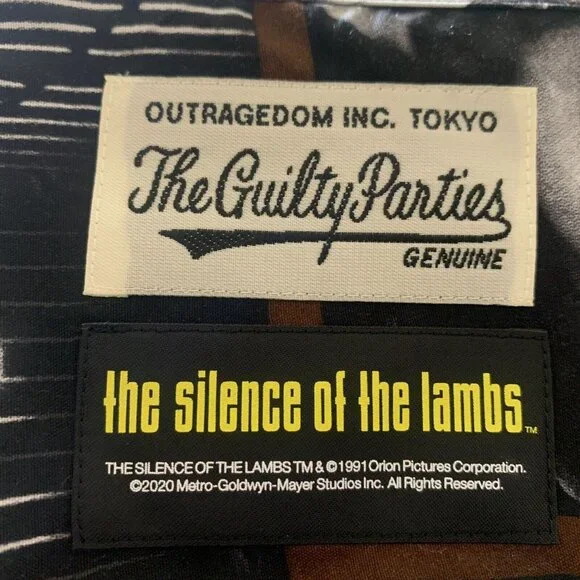 OUTRAGEDOM INC. TOKYO
The Guilty Parties
GENUINE
the silence of the lambs ™
THE SILENCE OF THE LAMBS TM & ©1991 Orion Pictures Corporation.
©2020 Metro-Goldwyn-Mayer Studios Inc. All Rights Reserved.